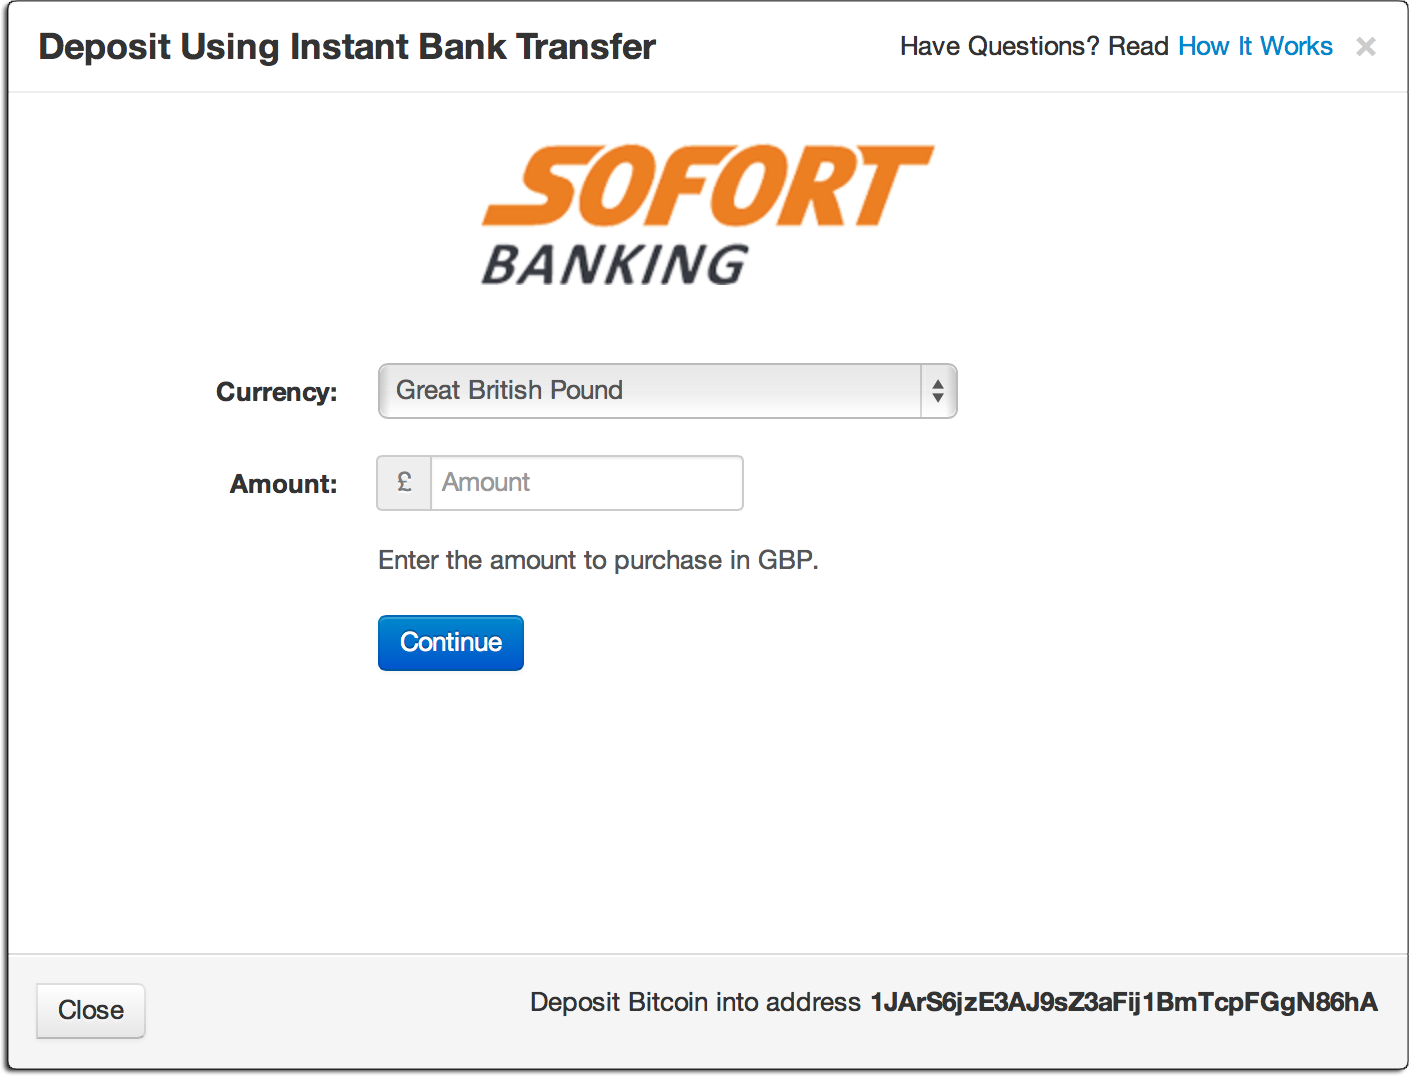 Deposit Using Instant Bank Transfer
Have Questions? Read How It Works ×
SOFORT
BANKING
Currency: Great British Pound
Amount: £ Amount
Enter the amount to purchase in GBP.
Continue
Close
Deposit Bitcoin into address 1JArS6jzE3AJ9sZ3aFij1BmTcpFGgN86hA